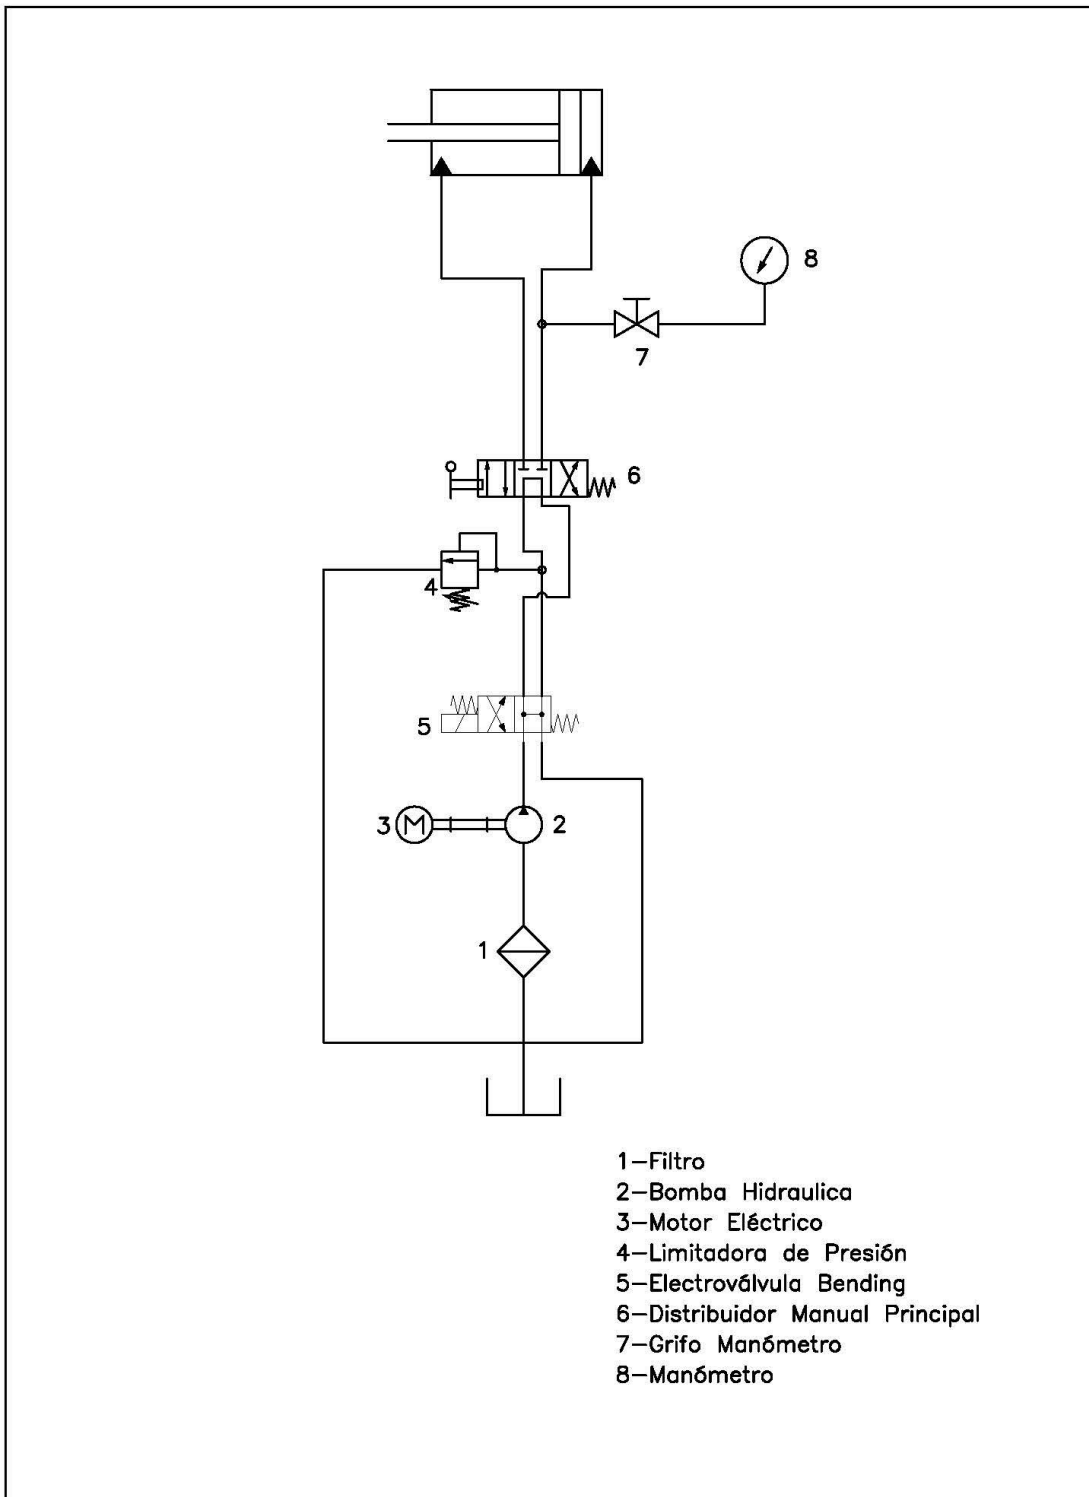 8
7
6
4
5
3
M
2
1
1-Filtro
2-Bomba Hidraulica
3-Motor Eléctrico
4-Limitadora de Presión
5-Electroválvula Bending
6-Distribuidor Manual Principal
7-Grifo Manómetro
8-Manómetro